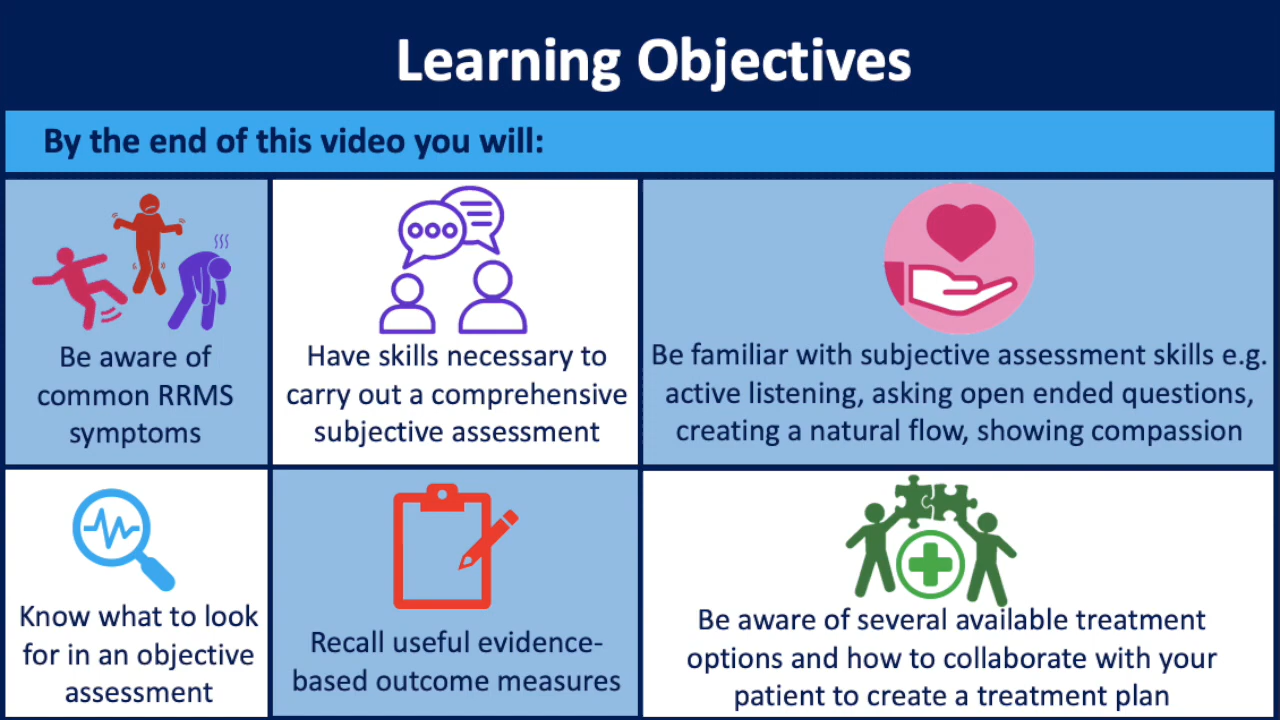 Learning Objectives
By the end of this video you will:
Be aware of
common RRMS
symptoms
Have skills necessary to
carry out a comprehensive
subjective assessment
Be familiar with subjective assessment skills e.g.
active listening, asking open ended questions,
creating a natural flow, showing compassion
Know what to look
for in an objective
assessment
Recall useful evidence-
based outcome measures
Be aware of several available treatment
options and how to collaborate with your
patient to create a treatment plan